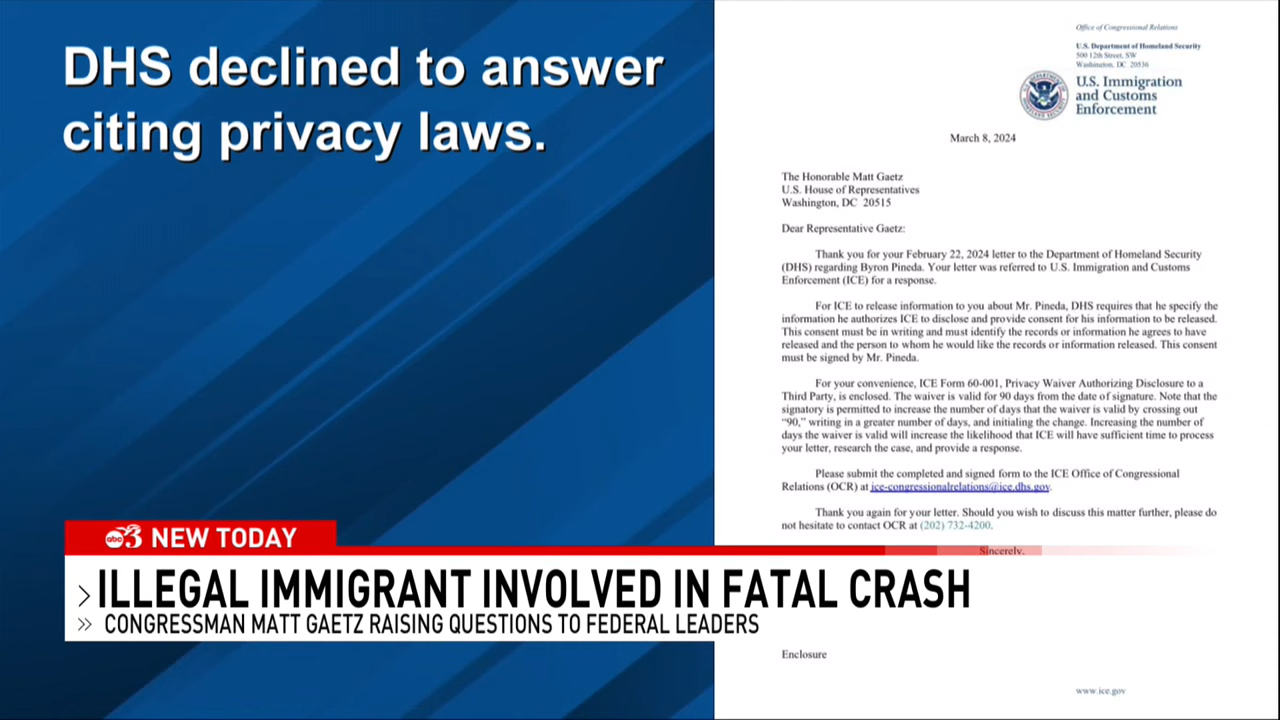 DHS declined to answer
citing privacy laws.
Office of Congressional Relations
U.S. Department of Homeland Security
500 12th Street, SW
Washington, DC 20536
U.S. Immigration
and Customs
Enforcement
March 8, 2024
The Honorable Matt Gaetz
U.S. House of Representatives
Washington, DC 20515
Dear Representative Gaetz:
Thank you for your February 22, 2024 letter to the Department of Homeland Security
(DHS) regarding Byron Pineda. Your letter was referred to U.S. Immigration and Customs
Enforcement (ICE) for a response.
For ICE to release information to you about Mr. Pineda, DHS requires that he specify the
information he authorizes ICE to disclose and provide consent for his information to be released.
This consent must be in writing and must identify the records or information he agrees to have
released and the person to whom he would like the records or information released. This consent
must be signed by Mr. Pineda.
For your convenience, ICE Form 60-001, Privacy Waiver Authorizing Disclosure to a
Third Party, is enclosed. The waiver is valid for 90 days from the date of signature. Note that the
signatory is permitted to increase the number of days that the waiver is valid by crossing out
“90,” writing in a greater number of days, and initialing the change. Increasing the number of
days the waiver is valid will increase the likelihood that ICE will have sufficient time to process
your letter, research the case, and provide a response.
Please submit the completed and signed form to the ICE Office of Congressional
Relations (OCR) at ice-congressionalrelations@ice.dhs.gov.
Thank you again for your letter. Should you wish to discuss this matter further, please do
not hesitate to contact OCR at (202) 732-4200.
Sincerely,
abc 3 NEW TODAY
ILLEGAL IMMIGRANT INVOLVED IN FATAL CRASH
CONGRESSMAN MATT GAETZ RAISING QUESTIONS TO FEDERAL LEADERS
Enclosure
www.ice.gov